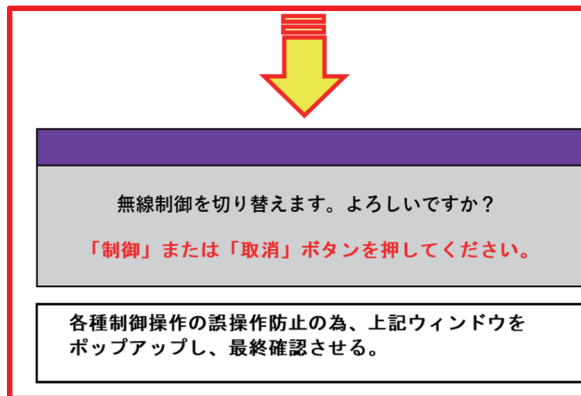 無線制御を切り替えます。よろしいですか？
「制御」または「取消」ボタンを押してください。
各種制御操作の誤操作防止の為、上記ウィンドウを
ポップアップし、最終確認させる。